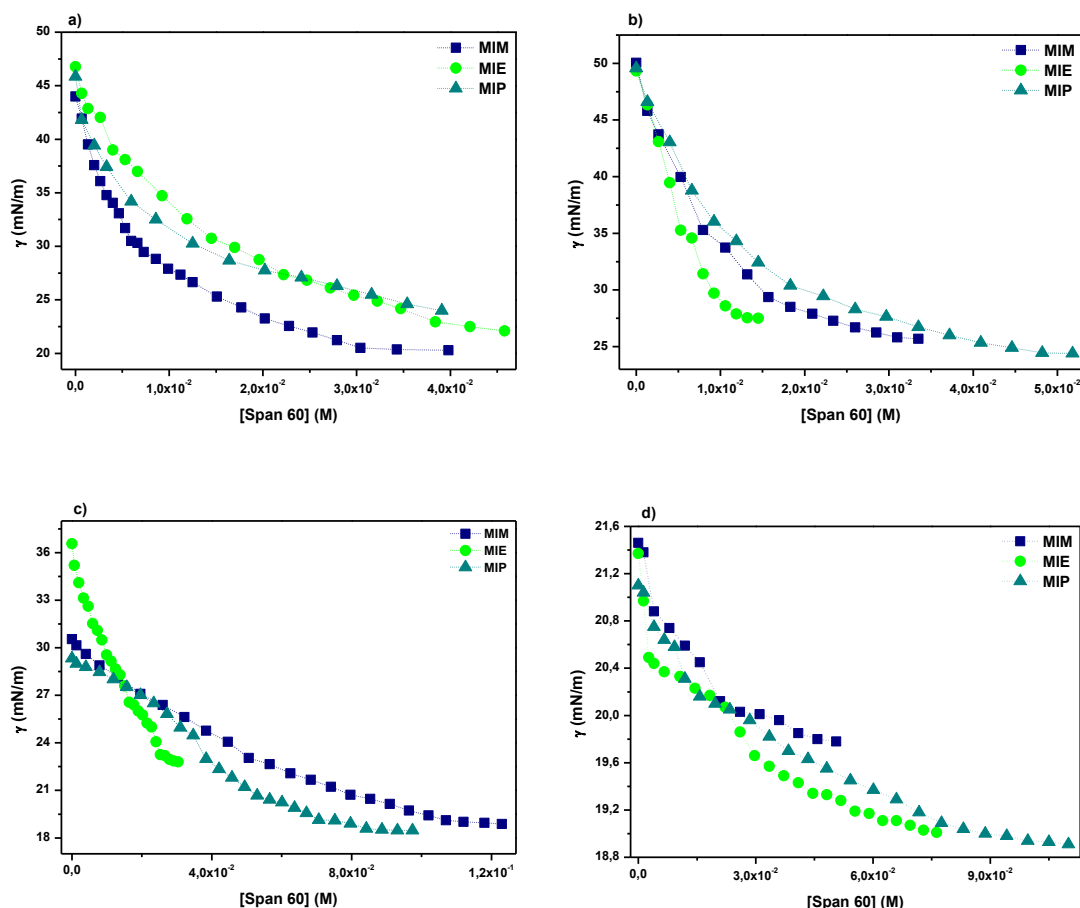 a)
50
45
40
35
30
25
20
γ (mN/m)
MIM
MIE
MIP
0,0
1,0x10⁻²
2,0x10⁻²
3,0x10⁻²
4,0x10⁻²
[Span 60] (M)
b)
50
45
40
35
30
25
γ (mN/m)
MIM
MIE
MIP
0,0
1,0x10⁻²
2,0x10⁻²
3,0x10⁻²
4,0x10⁻²
5,0x10⁻²
[Span 60] (M)
c)
36
33
30
27
24
21
18
γ (mN/m)
MIM
MIE
MIP
0,0
4,0x10⁻²
8,0x10⁻²
1,2x10⁻¹
[Span 60] (M)
d)
21,6
21,2
20,8
20,4
20,0
19,6
19,2
18,8
γ (mN/m)
MIM
MIE
MIP
0,0
3,0x10⁻²
6,0x10⁻²
9,0x10⁻²
[Span 60] (M)